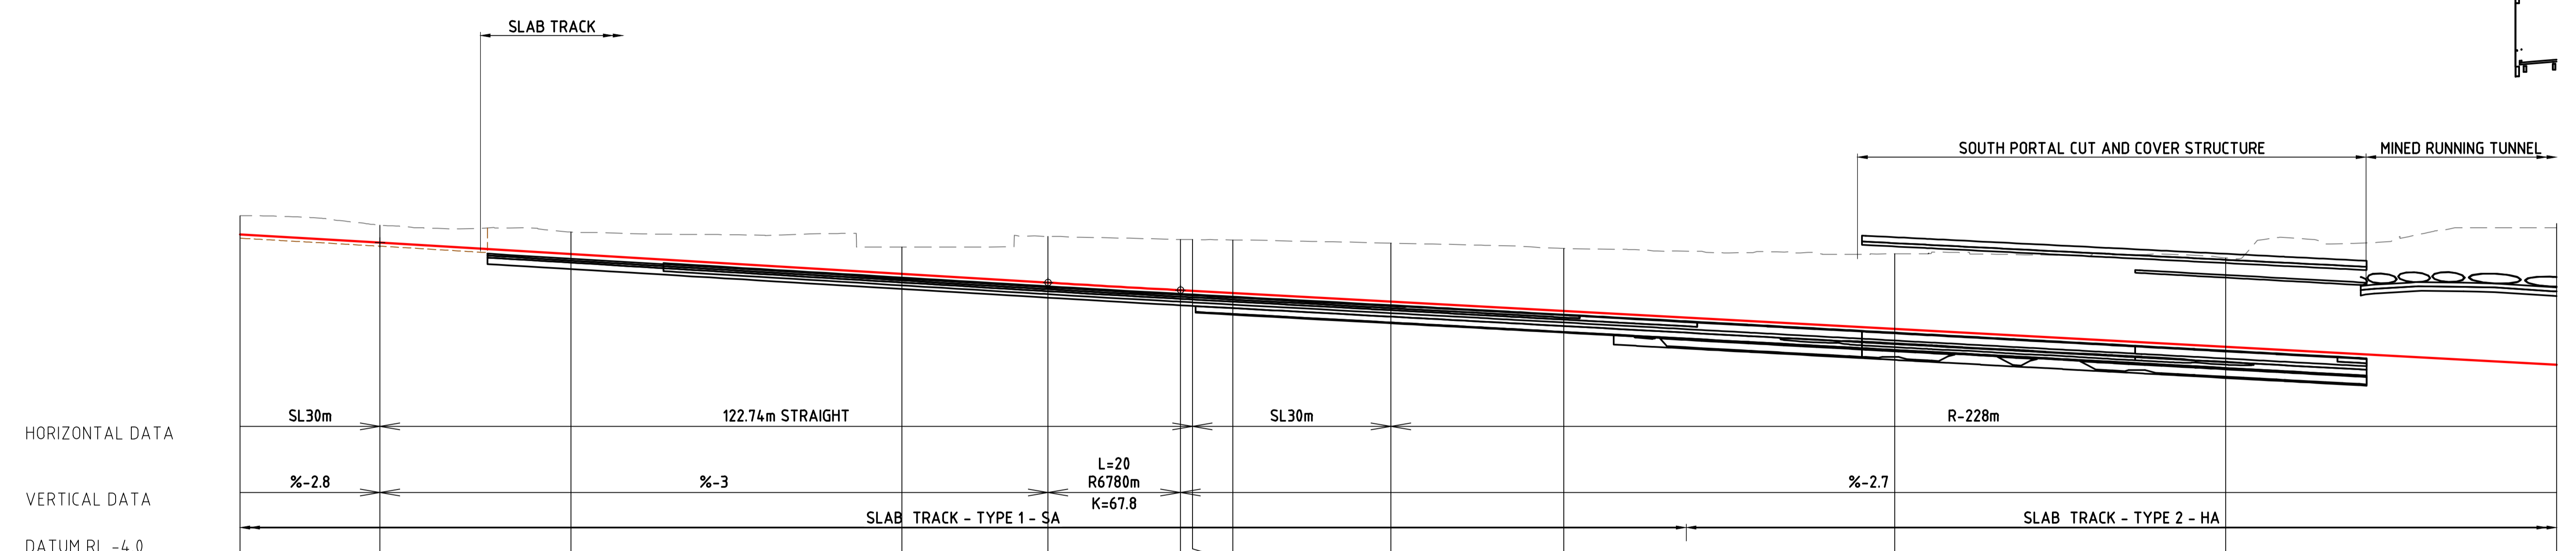 SLAB TRACK
SOUTH PORTAL CUT AND COVER STRUCTURE
MINED RUNNING TUNNEL
HORIZONTAL DATA
SL30m
122.74m STRAIGHT
SL30m
R-228m
VERTICAL DATA
%-2.8
%-3
L=20
R6780m
K=67.8
%-2.7
SLAB TRACK - TYPE 1 - SA
SLAB TRACK - TYPE 2 - HA
DATUM RL -4.0